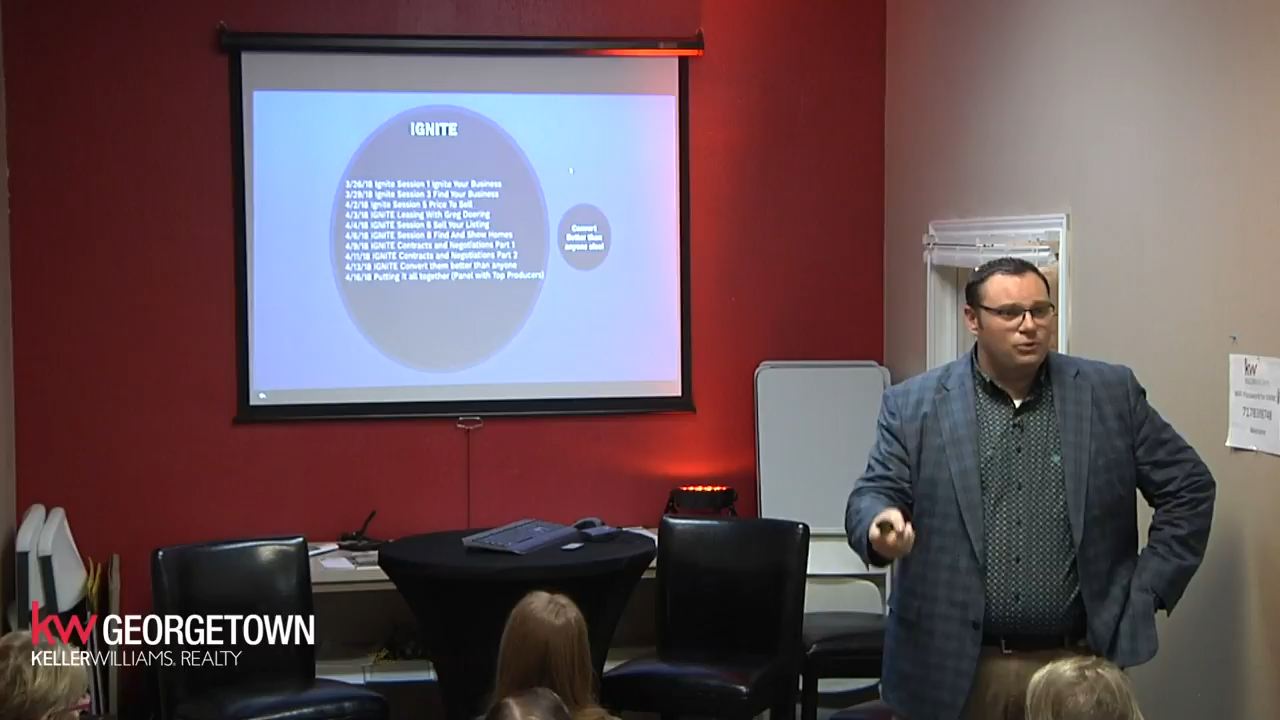 IGNITE
3/26/18 Ignite Session 1 Ignite Your Business
3/29/18 Ignite Session 3 Find Your Business
4/2/18 Ignite Session 5 Price To Sell
4/3/18 IGNITE Leasing With Greg Doering
4/4/18 IGNITE Session 6 Sell Your Listing
4/6/18 IGNITE Session 8 Find And Show Homes
4/9/18 IGNITE Contracts and Negotiations Part 1
4/11/18 IGNITE Contracts and Negotiations Part 2
4/13/18 IGNITE Convert them better than anyone
4/16/18 Putting it all together (Panel with Top Producers)
Convert
Better than
anyone else!
kw
kw GEORGETOWN
KELLERWILLIAMS. REALTY